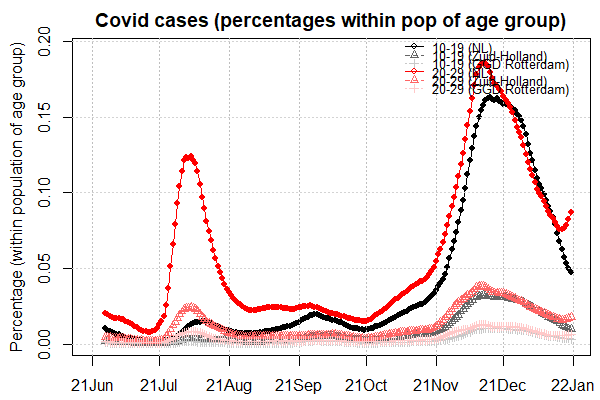 Covid cases (percentages within pop of age group)
Percentage (within population of age group)
0.20
0.15
0.10
0.05
0.00
10-19 (NL)
10-19 (Zuid-Holland)
10-19 (GGD Rotterdam)
20-29 (NL)
20-29 (Zuid-Holland)
20-29 (GGD Rotterdam)
21Jun 21Jul 21Aug 21Sep 21Oct 21Nov 21Dec 22Jan